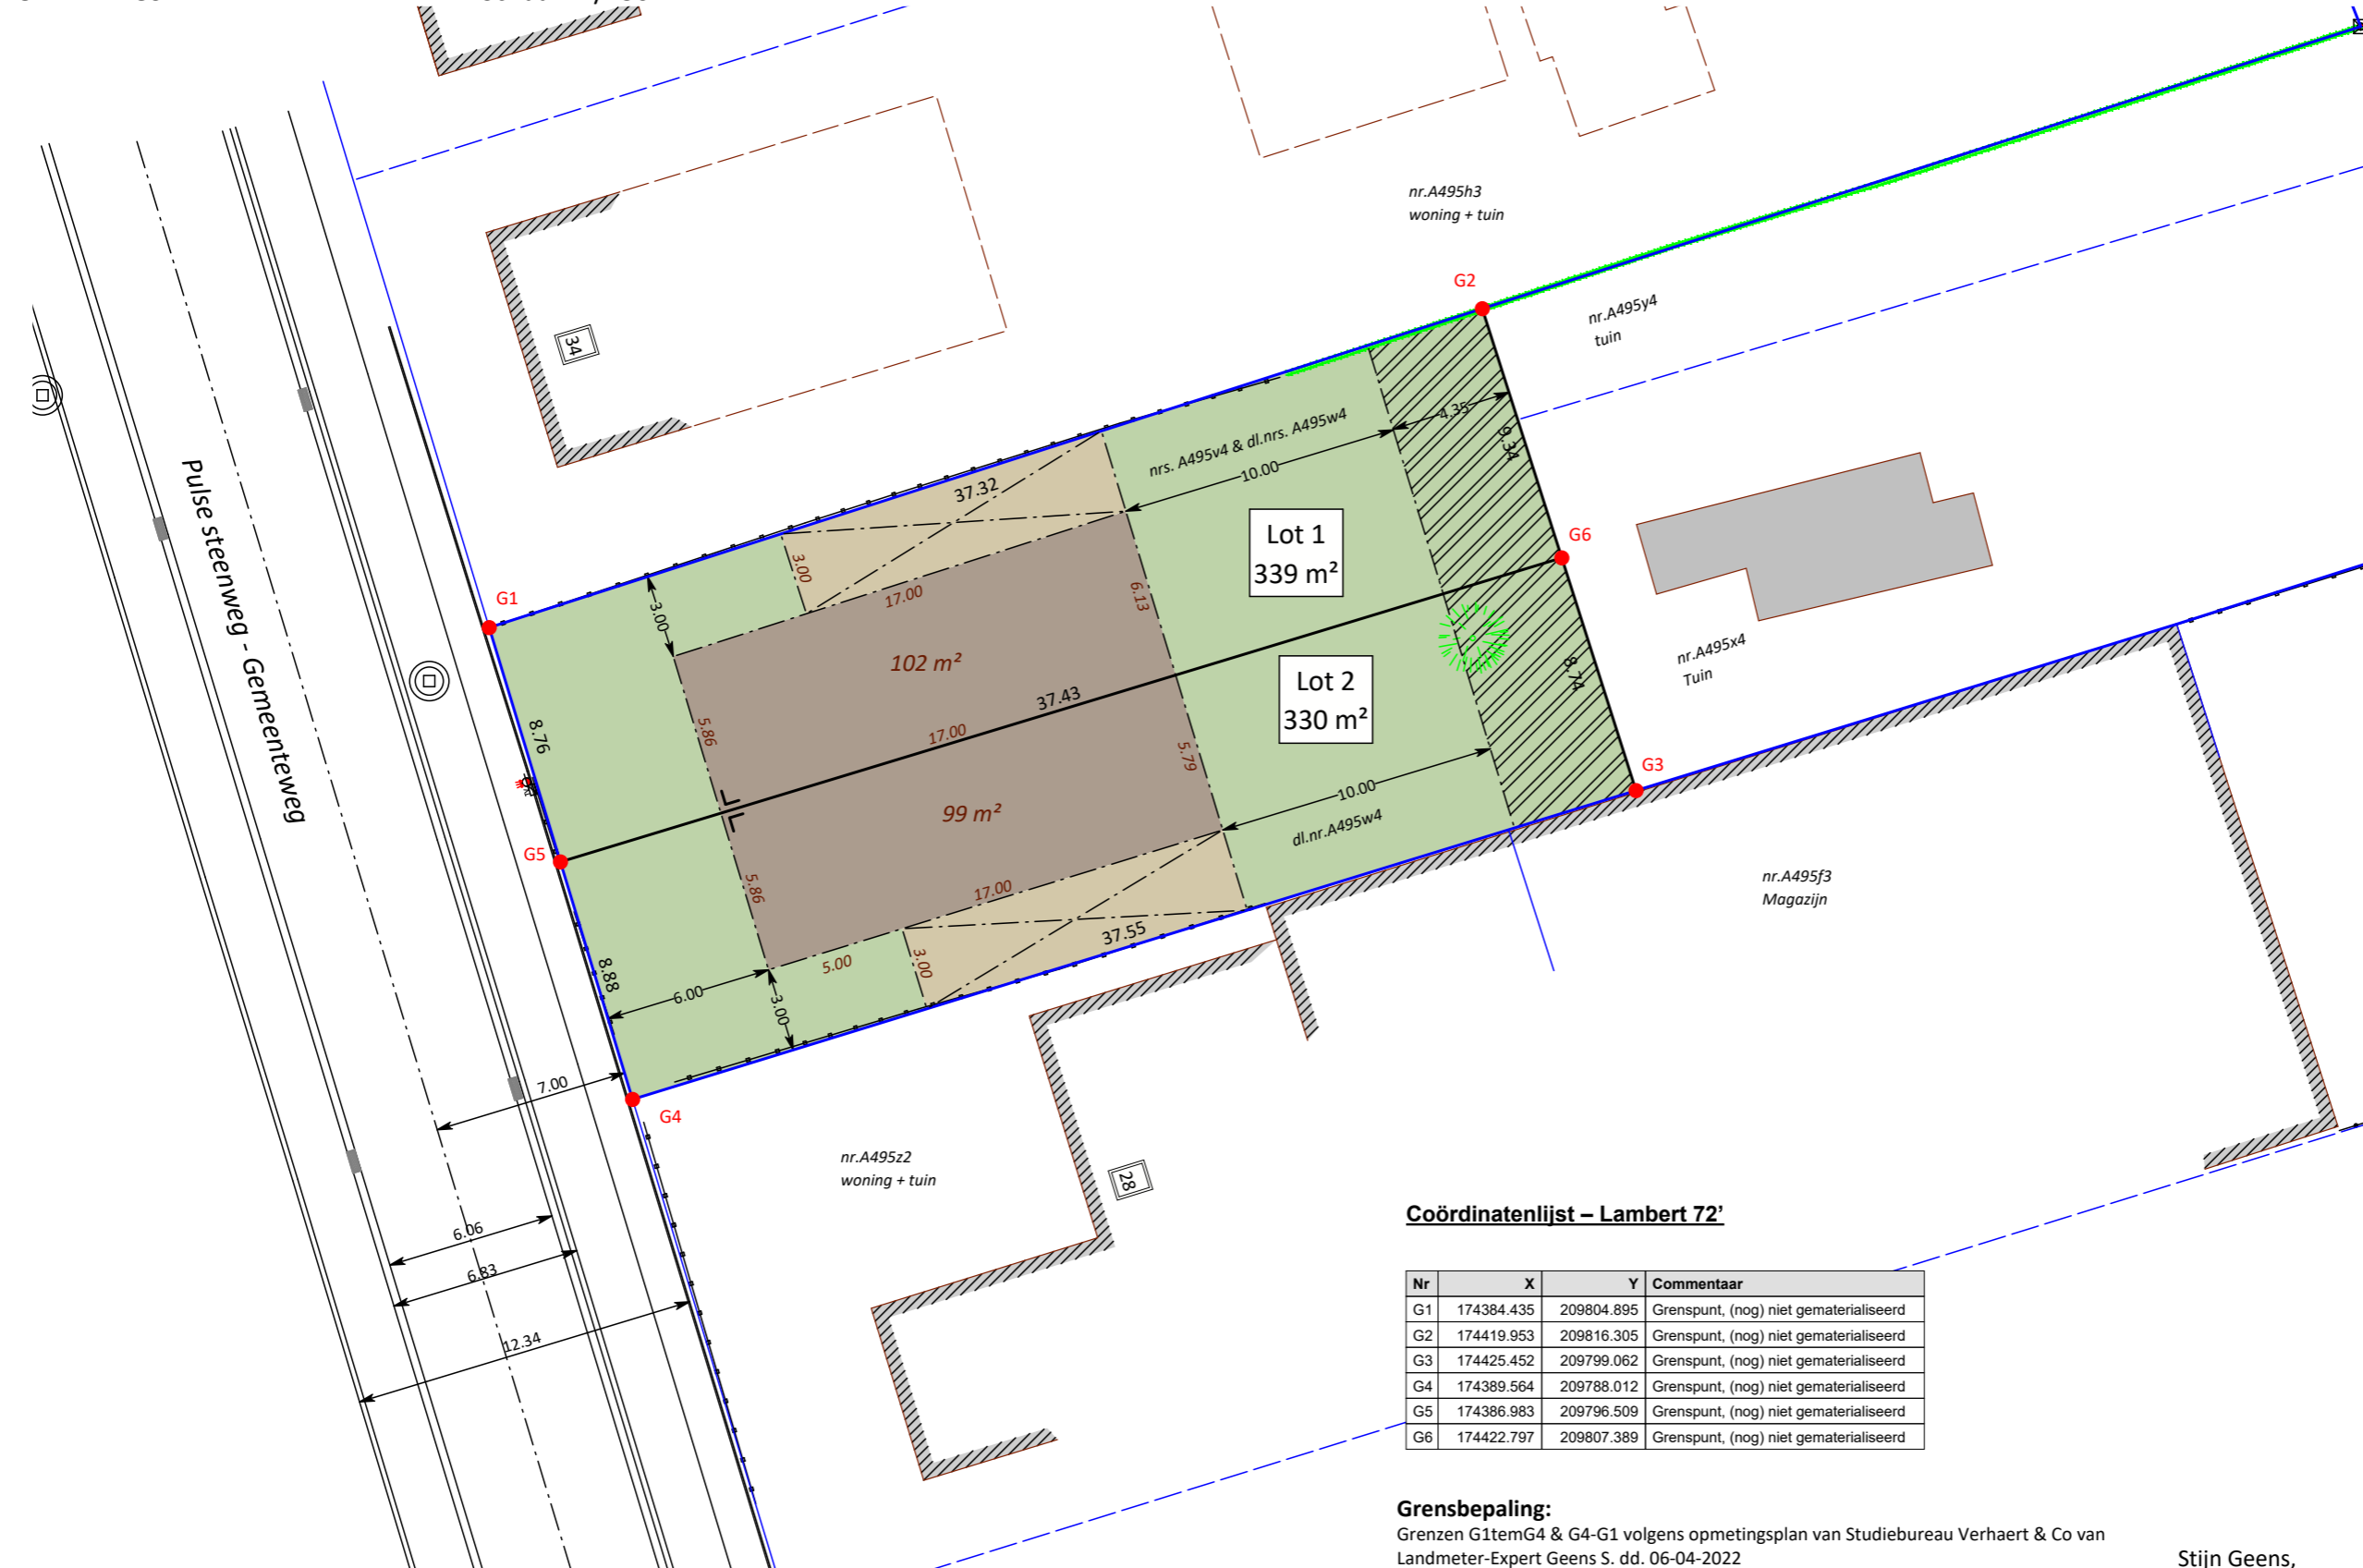 nr.A495h3
woning + tuin
G2
nr.A495y4
tuin
34
nrs. A495v4 & dl.nrs. A495w4
4.35
9.34
10.00
37.32
Pulse steenweg - Gemeenteweg
G1
3.00
3.00
17.00
6.13
Lot 1
339 m²
G6
102 m²
nr.A495x4
Tuin
8.74
Lot 2
330 m²
37.43
17.00
5.86
8.76
5.79
G3
10.00
99 m²
dl.nr.A495w4
G5
5.86
17.00
nr.A495f3
Magazijn
37.55
5.00
3.00
8.88
6.00
3.00
7.00
G4
nr.A495z2
woning + tuin
28
6.06
6.83
12.34
Coördinatenlijst – Lambert 72’
Nr X Y Commentaar
G1 174384.435 209804.895 Grenspunt, (nog) niet gematerialiseerd
G2 174419.953 209816.305 Grenspunt, (nog) niet gematerialiseerd
G3 174425.452 209799.062 Grenspunt, (nog) niet gematerialiseerd
G4 174389.564 209788.012 Grenspunt, (nog) niet gematerialiseerd
G5 174386.983 209796.509 Grenspunt, (nog) niet gematerialiseerd
G6 174422.797 209807.389 Grenspunt, (nog) niet gematerialiseerd
Grensbepaling:
Grenzen G1temG4 & G4-G1 volgens opmetingsplan van Studiebureau Verhaert & Co van
Landmeter-Expert Geens S. dd. 06-04-2022
Stijn Geens,